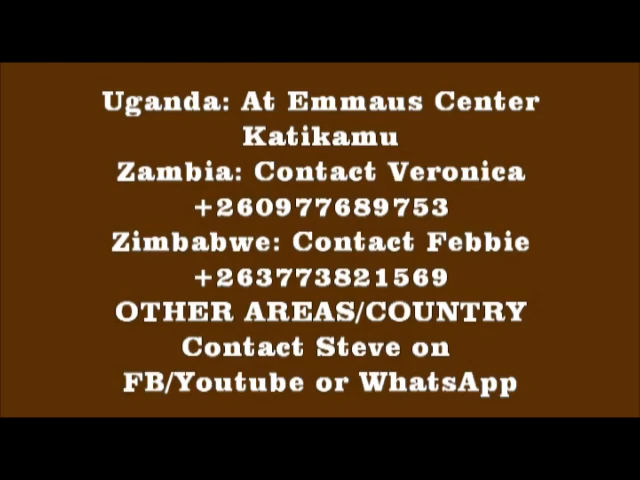 Uganda: At Emmaus Center
Katikamu
Zambia: Contact Veronica
+260977689753
Zimbabwe: Contact Febbie
+263773821569
OTHER AREAS/COUNTRY
Contact Steve on
FB/Youtube or WhatsApp